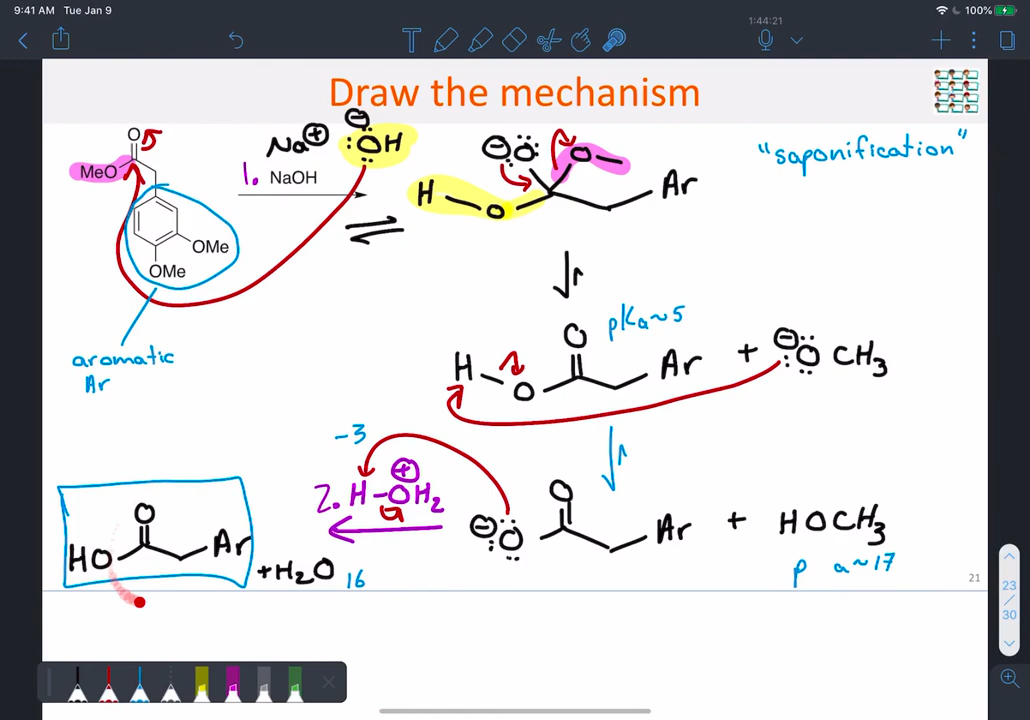 9:41 AM Tue Jan 9
100%
1:44:21
Draw the mechanism
"saponification"
O
MeO
OMe
OMe
aromatic
Ar
Na⊕ ⊖:ÖH
1. NaOH
⊖ O O
H O Ar
pKa~5
O
H O Ar + ⊖ O CH3
-3
2. H-OH2 ⊕
O
⊖ O Ar + HOCH3
p a~17
O
HO Ar
+H2O 16
21
23
/
30